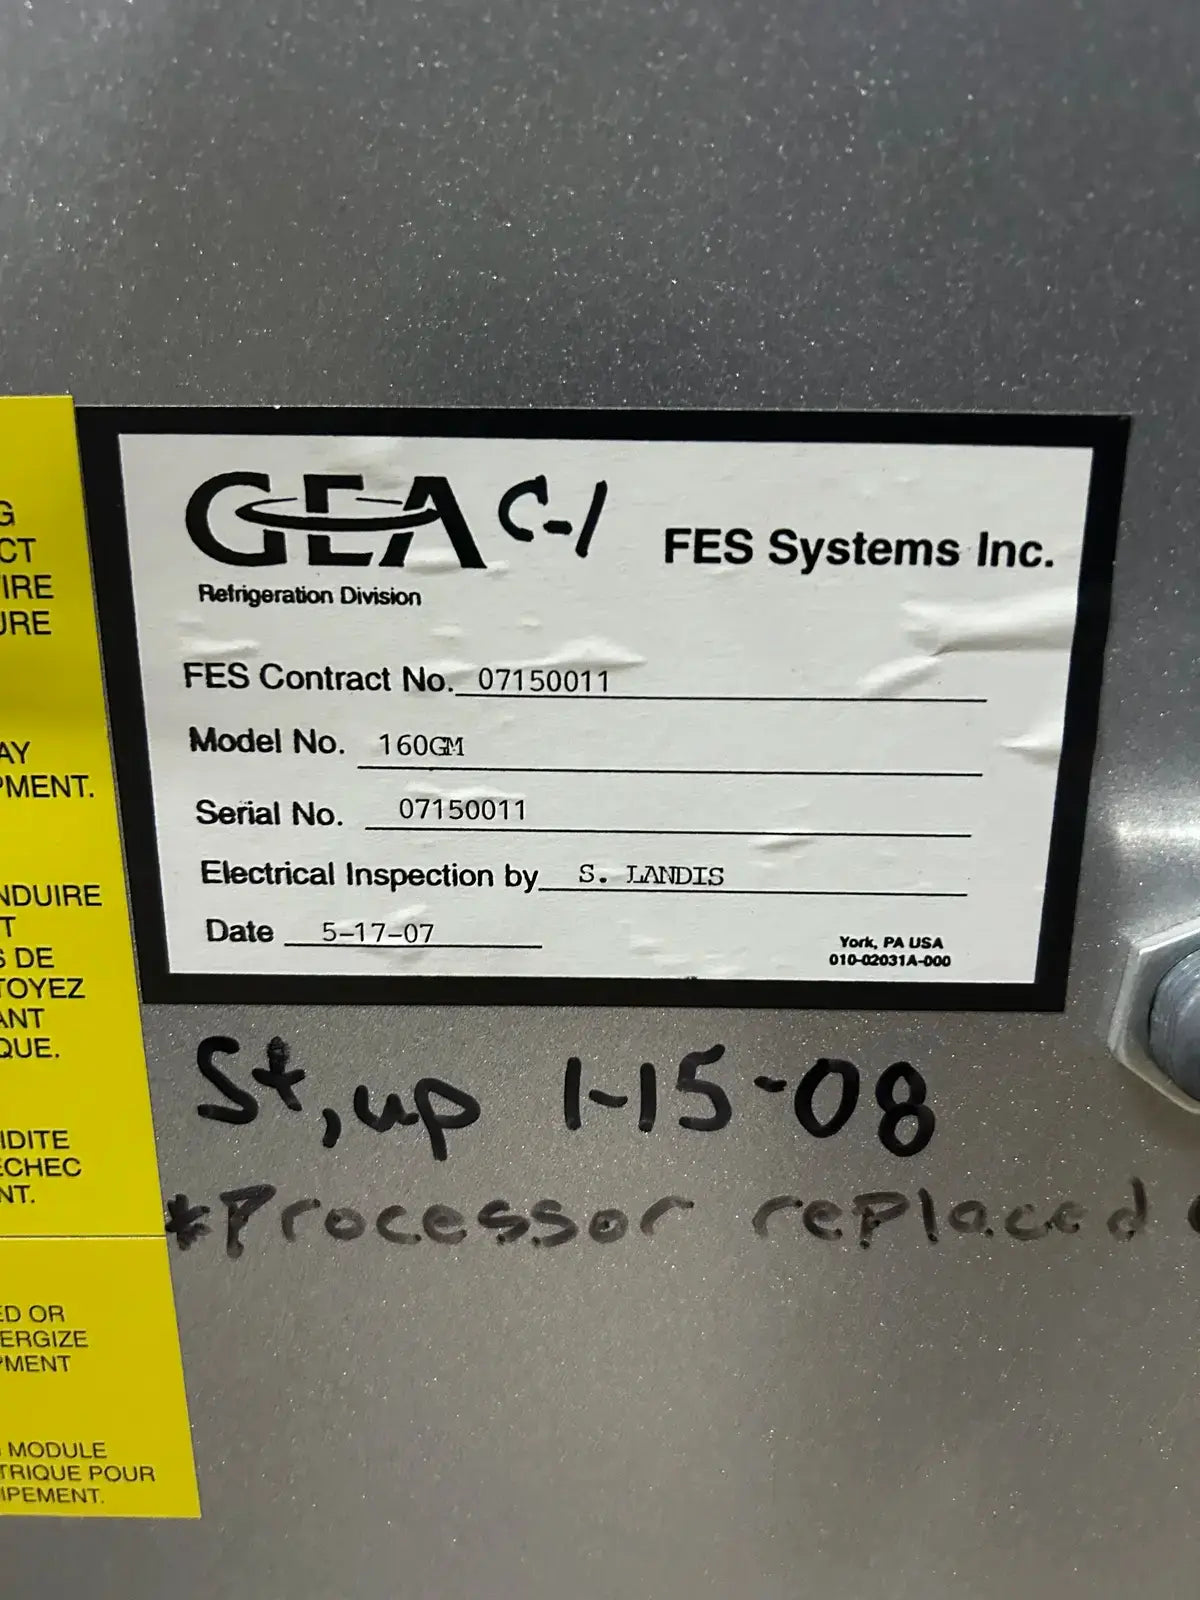 GEA C-1 FES Systems Inc.
Refrigeration Division
FES Contract No. 07150011
Model No. 160GM
Serial No. 07150011
Electrical Inspection by S. LANDIS
Date 5-17-07
York, PA USA
010-02031A-000
St,up 1-15-08
*Processor replaced
G
CT
IRE
URE
AY
PMENT.
NDUIRE
T
S DE
TOYEZ
ANT
QUE.
IDITE
ECHEC
NT.
ED OR
ERGIZE
PMENT
MODULE
TRIQUE POUR
IPEMENT.